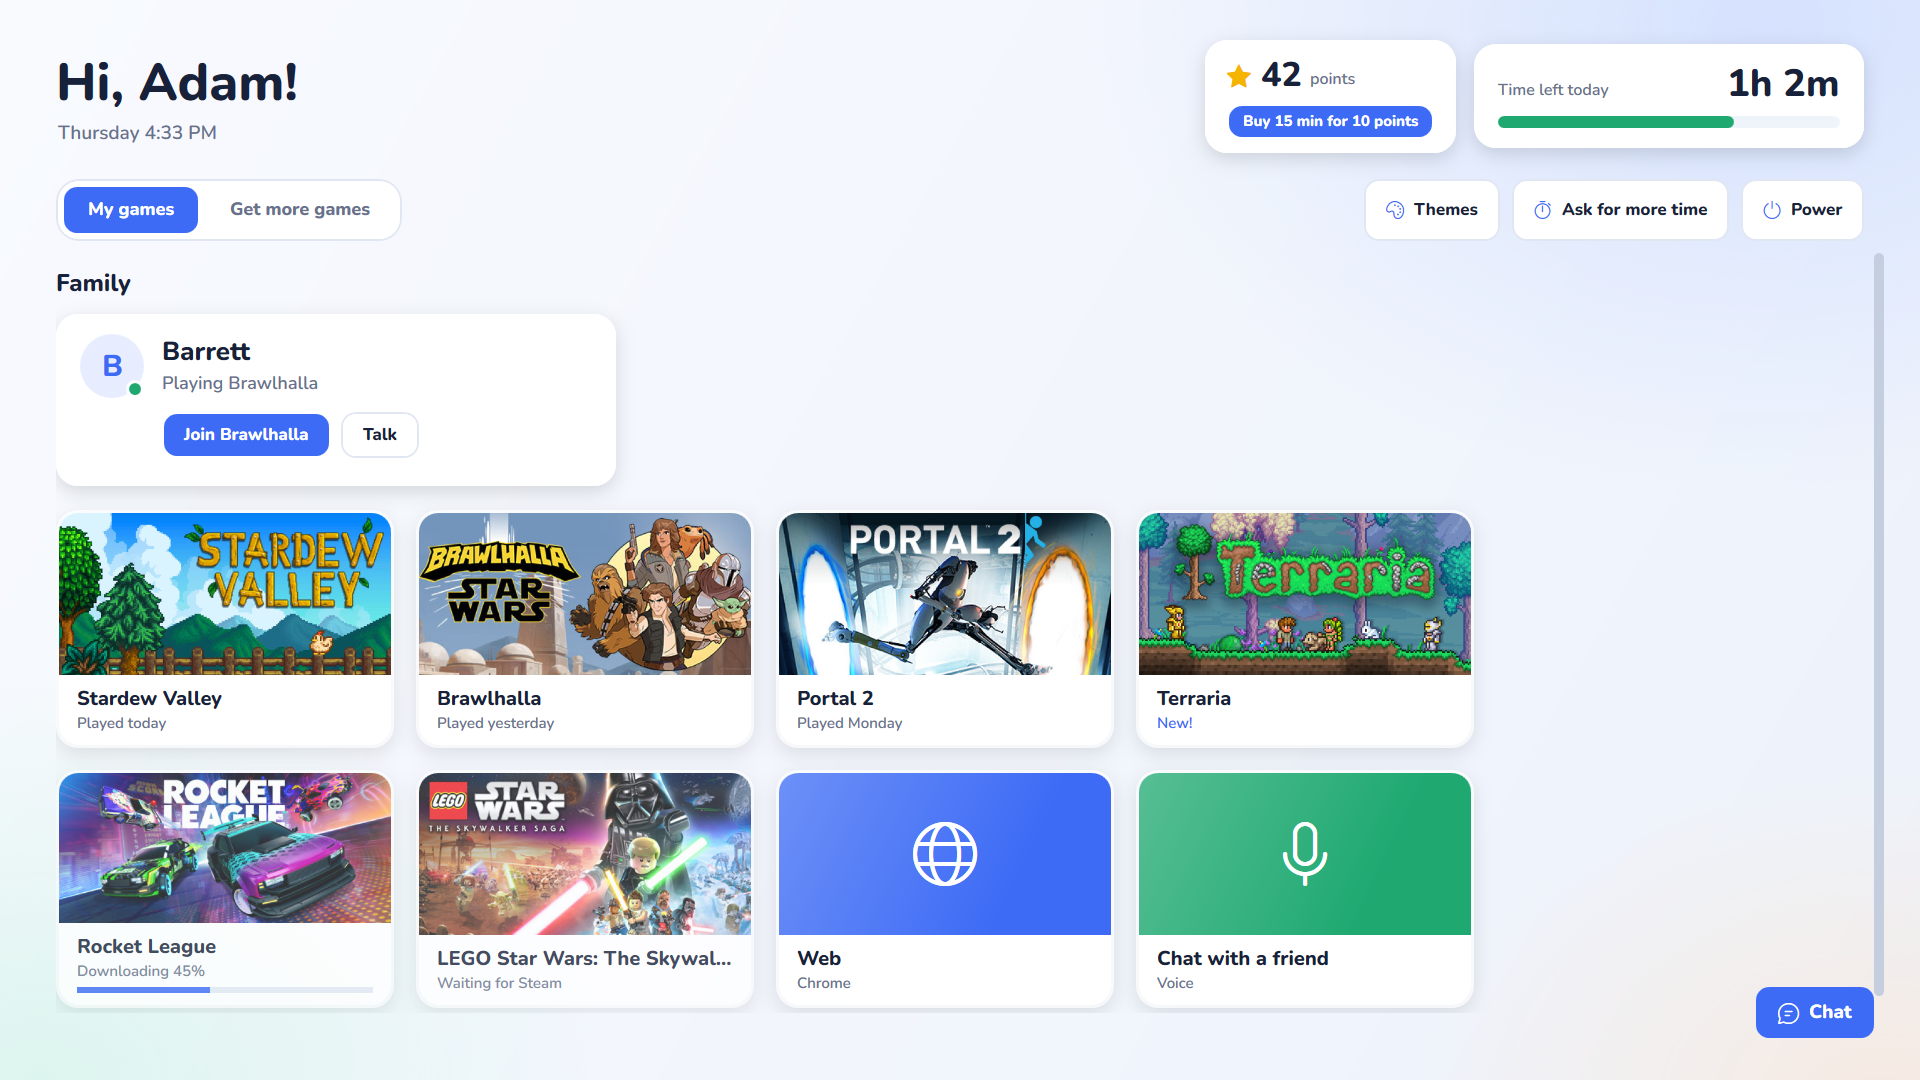 Hi, Adam!
Thursday 4:33 PM
42 points
Buy 15 min for 10 points
Time left today
1h 2m
My games
Get more games
Themes
Ask for more time
Power
Family
B
Barrett
Playing Brawlhalla
Join Brawlhalla
Talk
STARDEW
VALLEY
Stardew Valley
Played today
BRAWLHALLA
STAR
WARS
Brawlhalla
Played yesterday
PORTAL 2
Portal 2
Played Monday
Terraria
Terraria
New!
ROCKET
LEAGUE
Rocket League
Downloading 45%
LEGO STAR
WARS
THE SKYWALKER SAGA
LEGO Star Wars: The Skywal...
Waiting for Steam
Web
Chrome
Chat with a friend
Voice
Chat